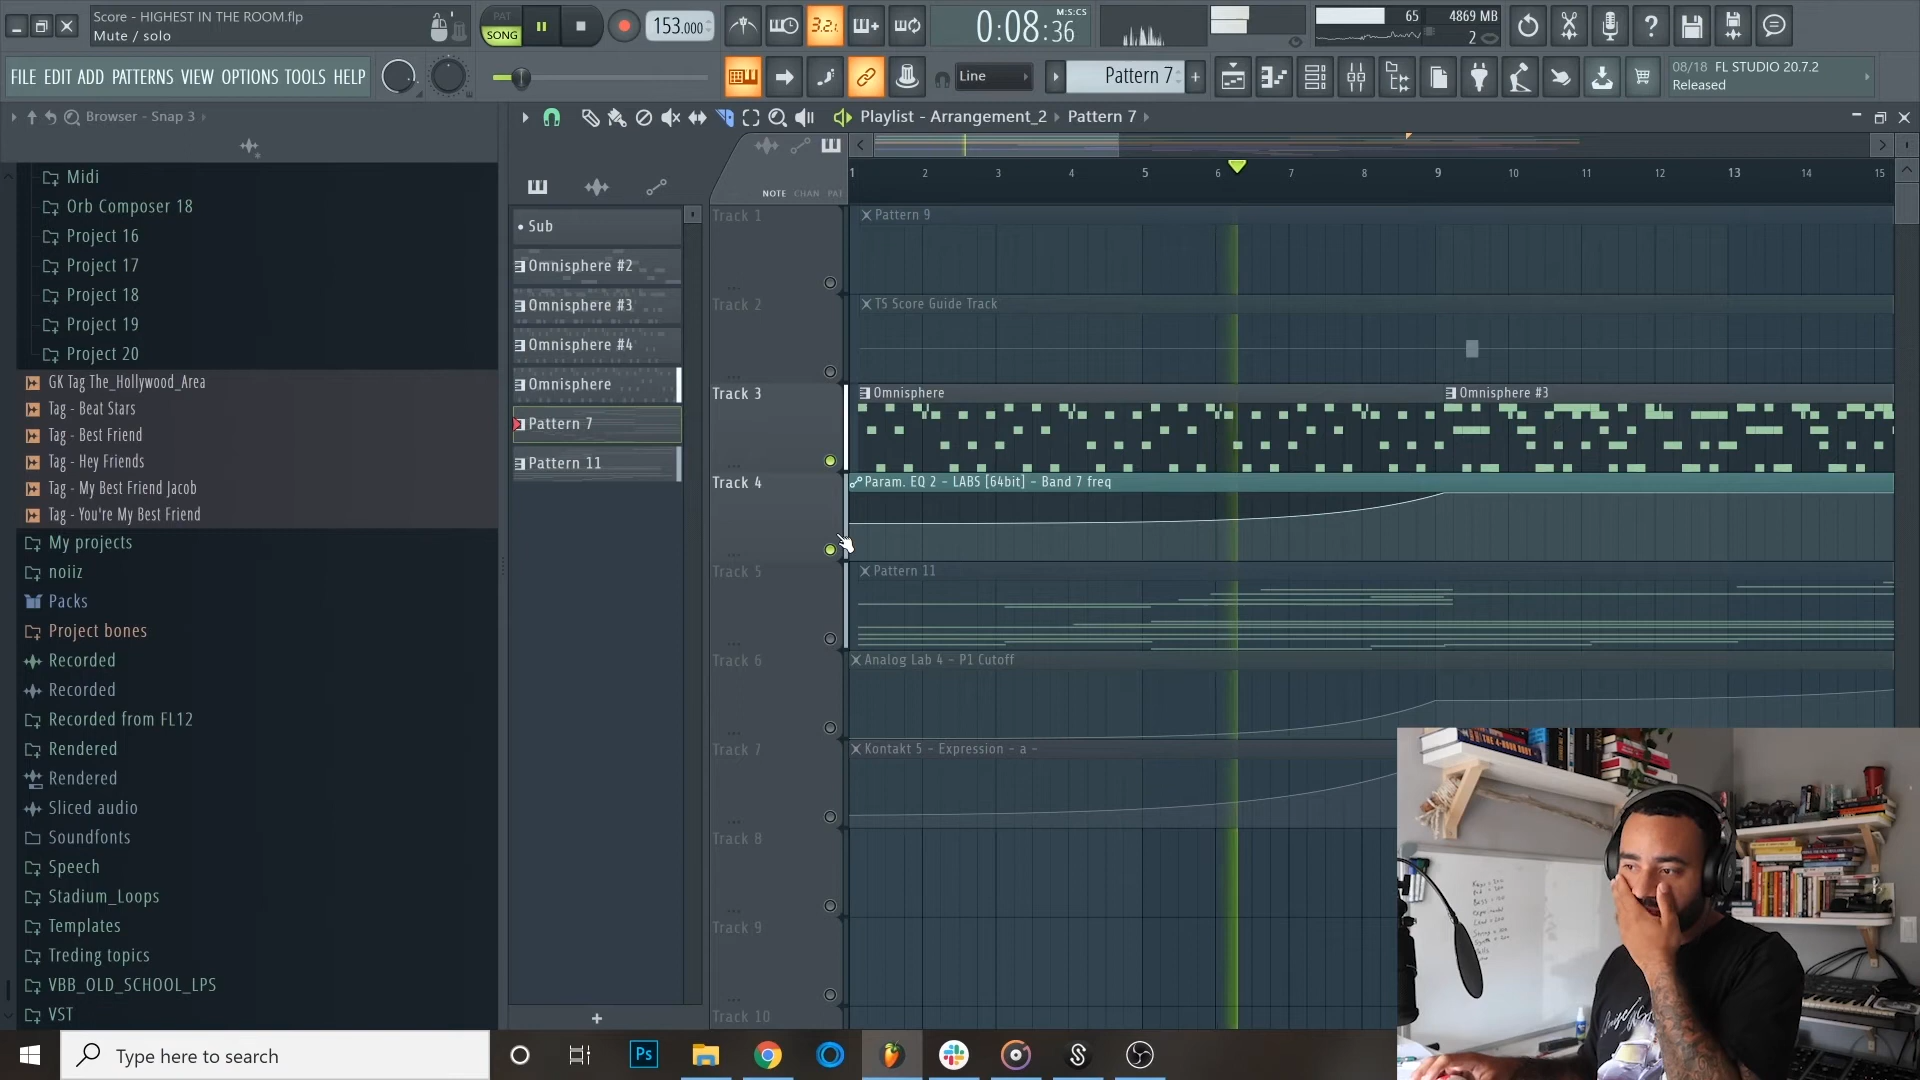 Score - HIGHEST IN THE ROOM.flp
Mute / solo
PAT
SONG
153.000
3.2.
0:08:36
M:S:CS
65
4869 MB
2
FILE EDIT ADD PATTERNS VIEW OPTIONS TOOLS HELP
Line
Pattern 7
+
08/18 FL STUDIO 20.7.2
Released
Browser - Snap 3
Playlist - Arrangement_2 › Pattern 7 ›
NOTE CHAN PAT
1 2 3 4 5 6 7 8 9 10 11 12 13 14 15
Midi
Orb Composer 18
Project 16
Project 17
Project 18
Project 19
Project 20
GK Tag The_Hollywood_Area
Tag - Beat Stars
Tag - Best Friend
Tag - Hey Friends
Tag - My Best Friend Jacob
Tag - You're My Best Friend
My projects
noiiz
Packs
Project bones
Recorded
Recorded
Recorded from FL12
Rendered
Rendered
Sliced audio
Soundfonts
Speech
Stadium_Loops
Templates
Treding topics
VBB_OLD_SCHOOL_LPS
VST
Sub
Omnisphere #2
Omnisphere #3
Omnisphere #4
Omnisphere
Pattern 7
Pattern 11
+
Track 1
Pattern 9
Track 2
TS Score Guide Track
Track 3
Omnisphere
Omnisphere #3
Track 4
Param. EQ 2 - LABS [64bit] - Band 7 freq
Track 5
Pattern 11
Track 6
Analog Lab 4 - P1 Cutoff
Track 7
Kontakt 5 - Expression - a -
Track 8
Track 9
Track 10
Type here to search
Ps